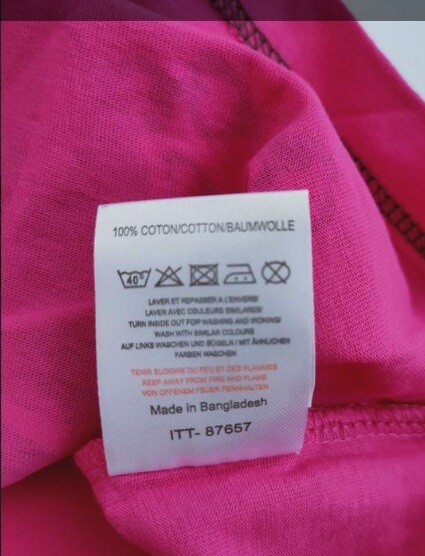 100% COTON/COTTON/BAUMWOLLE
40°
LAVER ET REPASSER A L'ENVERS/
LAVER AVEC COULEURS SIMILARES/
TURN INSIDE OUT FOR WASHING AND IRONING/
WASH WITH SIMILAR COLOURS
AUF LINKS WASCHEN UND BÜGELN / MIT ÄHNLICHEN
FARBEN WASCHEN
TENIR ELOIGNS DU FEU ET DES FLAMMES
KEEP AWAY FROM FIRE AND FLAME
VON OFFENEM FEUER FERNHALTEN
Made in Bangladesh
ITT- 87657